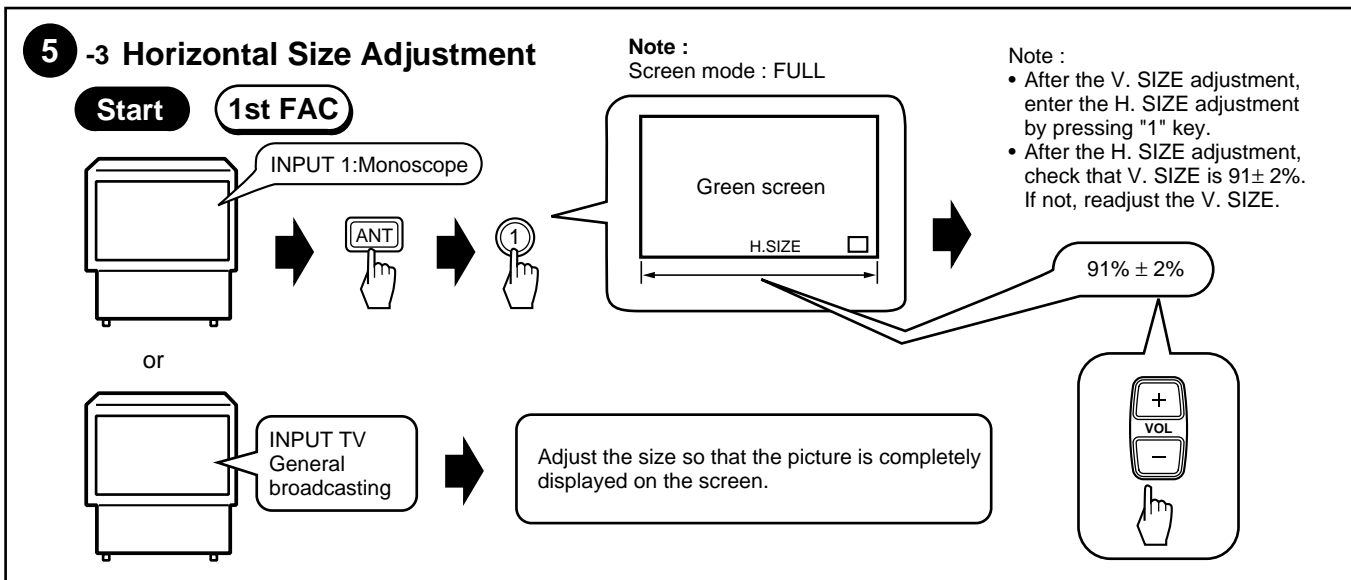 5 -3 Horizontal Size Adjustment
Start
1st FAC
INPUT 1:Monoscope
ANT
1
Note :
Screen mode : FULL
Green screen
H.SIZE
Note :
• After the V. SIZE adjustment,
enter the H. SIZE adjustment
by pressing "1" key.
• After the H. SIZE adjustment,
check that V. SIZE is 91± 2%.
If not, readjust the V. SIZE.
91% ± 2%
+
VOL
−
or
INPUT TV
General
broadcasting
Adjust the size so that the picture is completely
displayed on the screen.